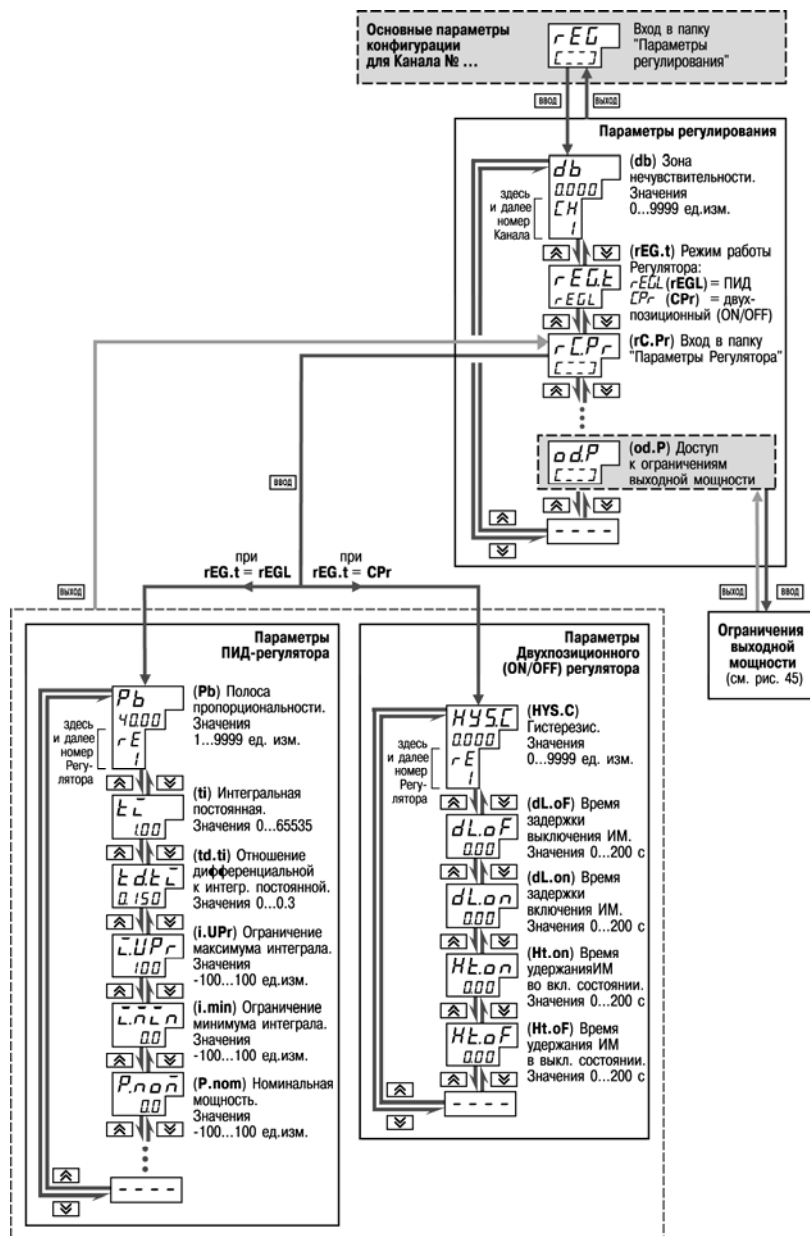 Основные параметры
конфигурации
для Канала № ...
rEG
[---]
Вход в папку
"Параметры
регулирования"
ВВОД
ВЫХОД
Параметры регулирования
здесь
и далее
номер
Канала
db
0.000
CH
1
(db) Зона
нечувствительности.
Значения
0...9999 ед.изм.
rEG.t
rEGL
(rEG.t) Режим работы
Регулятора:
rEGL (rEGL) = ПИД
CPr (CPr) = двух-
позиционный (ON/OFF)
rC.Pr
[---]
(rC.Pr) Вход в папку
"Параметры Регулятора"
od.P
[---]
(od.P) Доступ
к ограничениям
выходной мощности
----
ВВОД
при
rEG.t = rEGL
при
rEG.t = CPr
ВЫХОД
ВЫХОД
ВВОД
Ограничения
выходной
мощности
(см. рис. 45)
Параметры
ПИД-регулятора
здесь
и далее
номер
Регу-
лятора
Pb
40.00
rE
1
(Pb) Полоса
пропорциональности.
Значения
1...9999 ед. изм.
ti
1.00
(ti) Интегральная
постоянная.
Значения 0...65535
td.ti
0.150
(td.ti) Отношение
дифференциальной
к интегр. постоянной.
Значения 0...0.3
i.UPr
100
(i.UPr) Ограничение
максимума интеграла.
Значения
-100...100 ед.изм.
i.min
0.0
(i.min) Ограничение
минимума интеграла.
Значения
-100...100 ед.изм.
P.nom
0.0
(P.nom) Номинальная
мощность.
Значения
-100...100 ед.изм.
----
Параметры
Двухпозиционного
(ON/OFF) регулятора
здесь
и далее
номер
Регу-
лятора
HYS.C
0.000
rE
1
(HYS.C)
Гистерезис.
Значения
0...9999 ед. изм.
dL.oF
0.00
(dL.oF) Время
задержки
выключения ИМ.
Значения 0...200 с
dL.on
0.00
(dL.on) Время
задержки
включения ИМ.
Значения 0...200 с
Ht.on
0.00
(Ht.on) Время
удержанияИМ
во вкл. состоянии.
Значения 0...200 с
Ht.oF
0.00
(Ht.oF) Время
удержания ИМ
в выкл. состоянии.
Значения 0...200 с
----